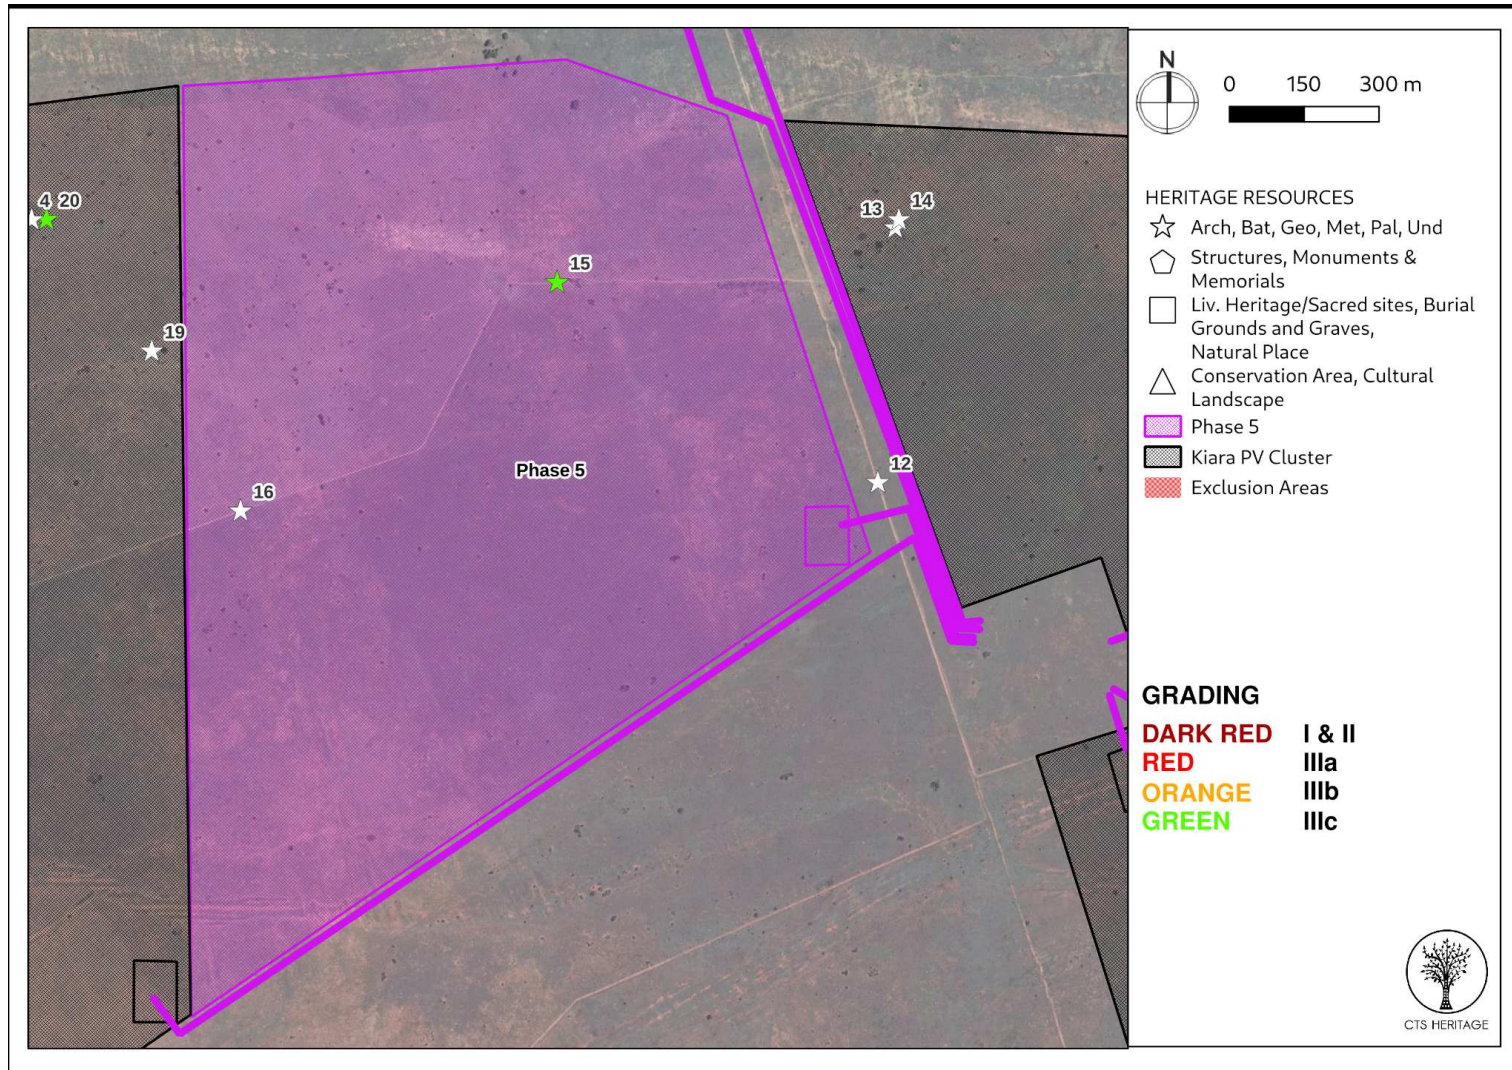 4 20
15
13
14
19
12
16
Phase 5
N
0 150 300 m
HERITAGE RESOURCES
Arch, Bat, Geo, Met, Pal, Und
Structures, Monuments &
Memorials
Liv. Heritage/Sacred sites, Burial
Grounds and Graves,
Natural Place
Conservation Area, Cultural
Landscape
Phase 5
Kiara PV Cluster
Exclusion Areas
GRADING
DARK RED I & II
RED IIIa
ORANGE IIIb
GREEN IIIc
CTS HERITAGE